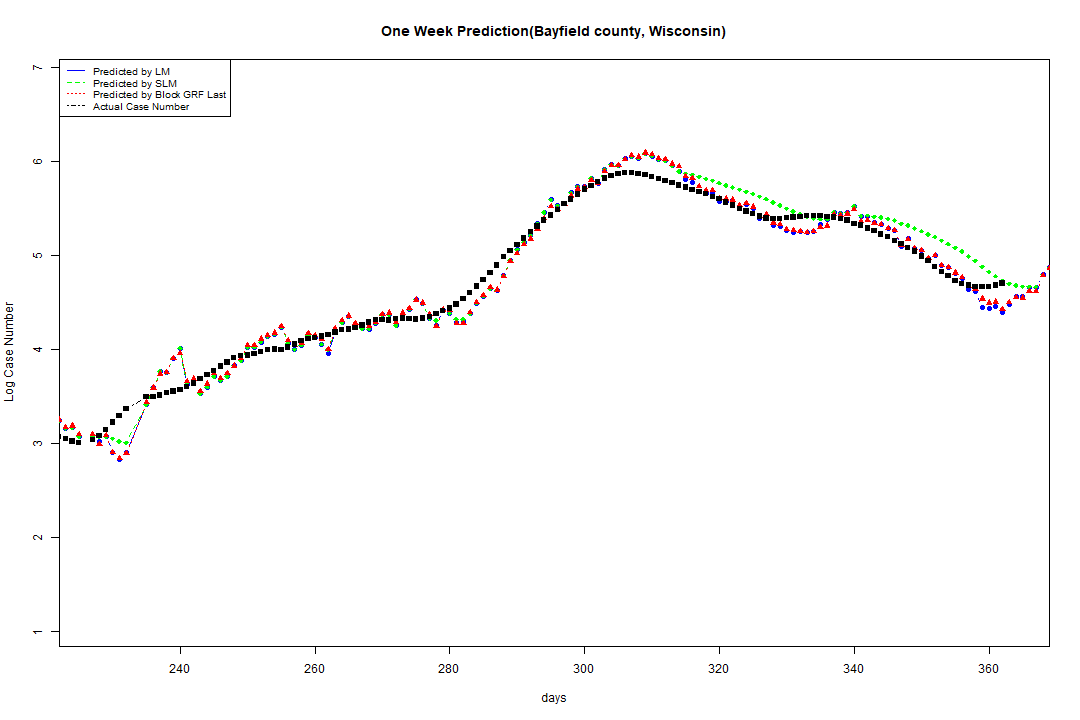 One Week Prediction(Bayfield county, Wisconsin)
Predicted by LM
Predicted by SLM
Predicted by Block GRF Last
Actual Case Number
Log Case Number
7
6
5
4
3
2
1
240 260 280 300 320 340 360
days